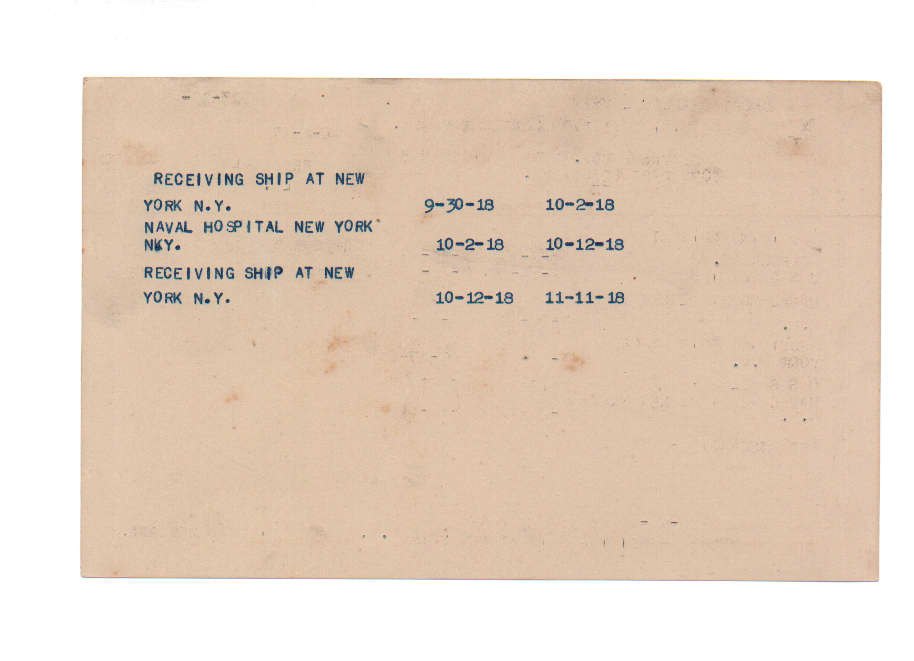 RECEIVING SHIP AT NEW
YORK N.Y. 9-30-18 10-2-18
NAVAL HOSPITAL NEW YORK
NKY. 10-2-18 10-12-18
RECEIVING SHIP AT NEW
YORK N.Y. 10-12-18 11-11-18